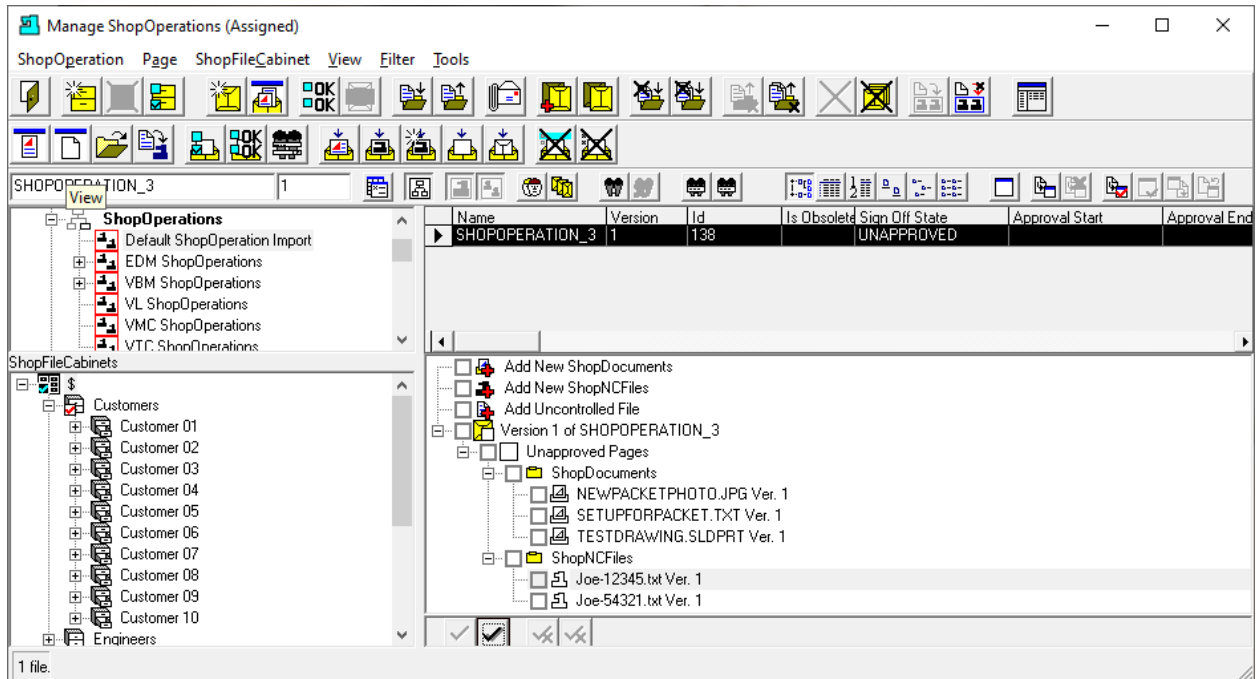 Manage ShopOperations (Assigned)
ShopOperation Page ShopFileCabinet View Filter Tools
OK
OK
OK
SHOPOPERATION_3 1
View
ShopOperations
Default ShopOperation Import
EDM ShopOperations
VBM ShopOperations
VL ShopOperations
VMC ShopOperations
VTC ShopOperations
Name Version Id Is Obsolete Sign Off State Approval Start Approval End
SHOPOPERATION_3 1 138 UNAPPROVED
ShopFileCabinets
$
Customers
Customer 01
Customer 02
Customer 03
Customer 04
Customer 05
Customer 06
Customer 07
Customer 08
Customer 09
Customer 10
Engineers
Add New ShopDocuments
Add New ShopNCFiles
Add Uncontrolled File
Version 1 of SHOPOPERATION_3
Unapproved Pages
ShopDocuments
NEWPACKETPHOTO.JPG Ver. 1
SETUPFORPACKET.TXT Ver. 1
TESTDRAWING.SLDPRT Ver. 1
ShopNCFiles
Joe-12345.txt Ver. 1
Joe-54321.txt Ver. 1
1 file.